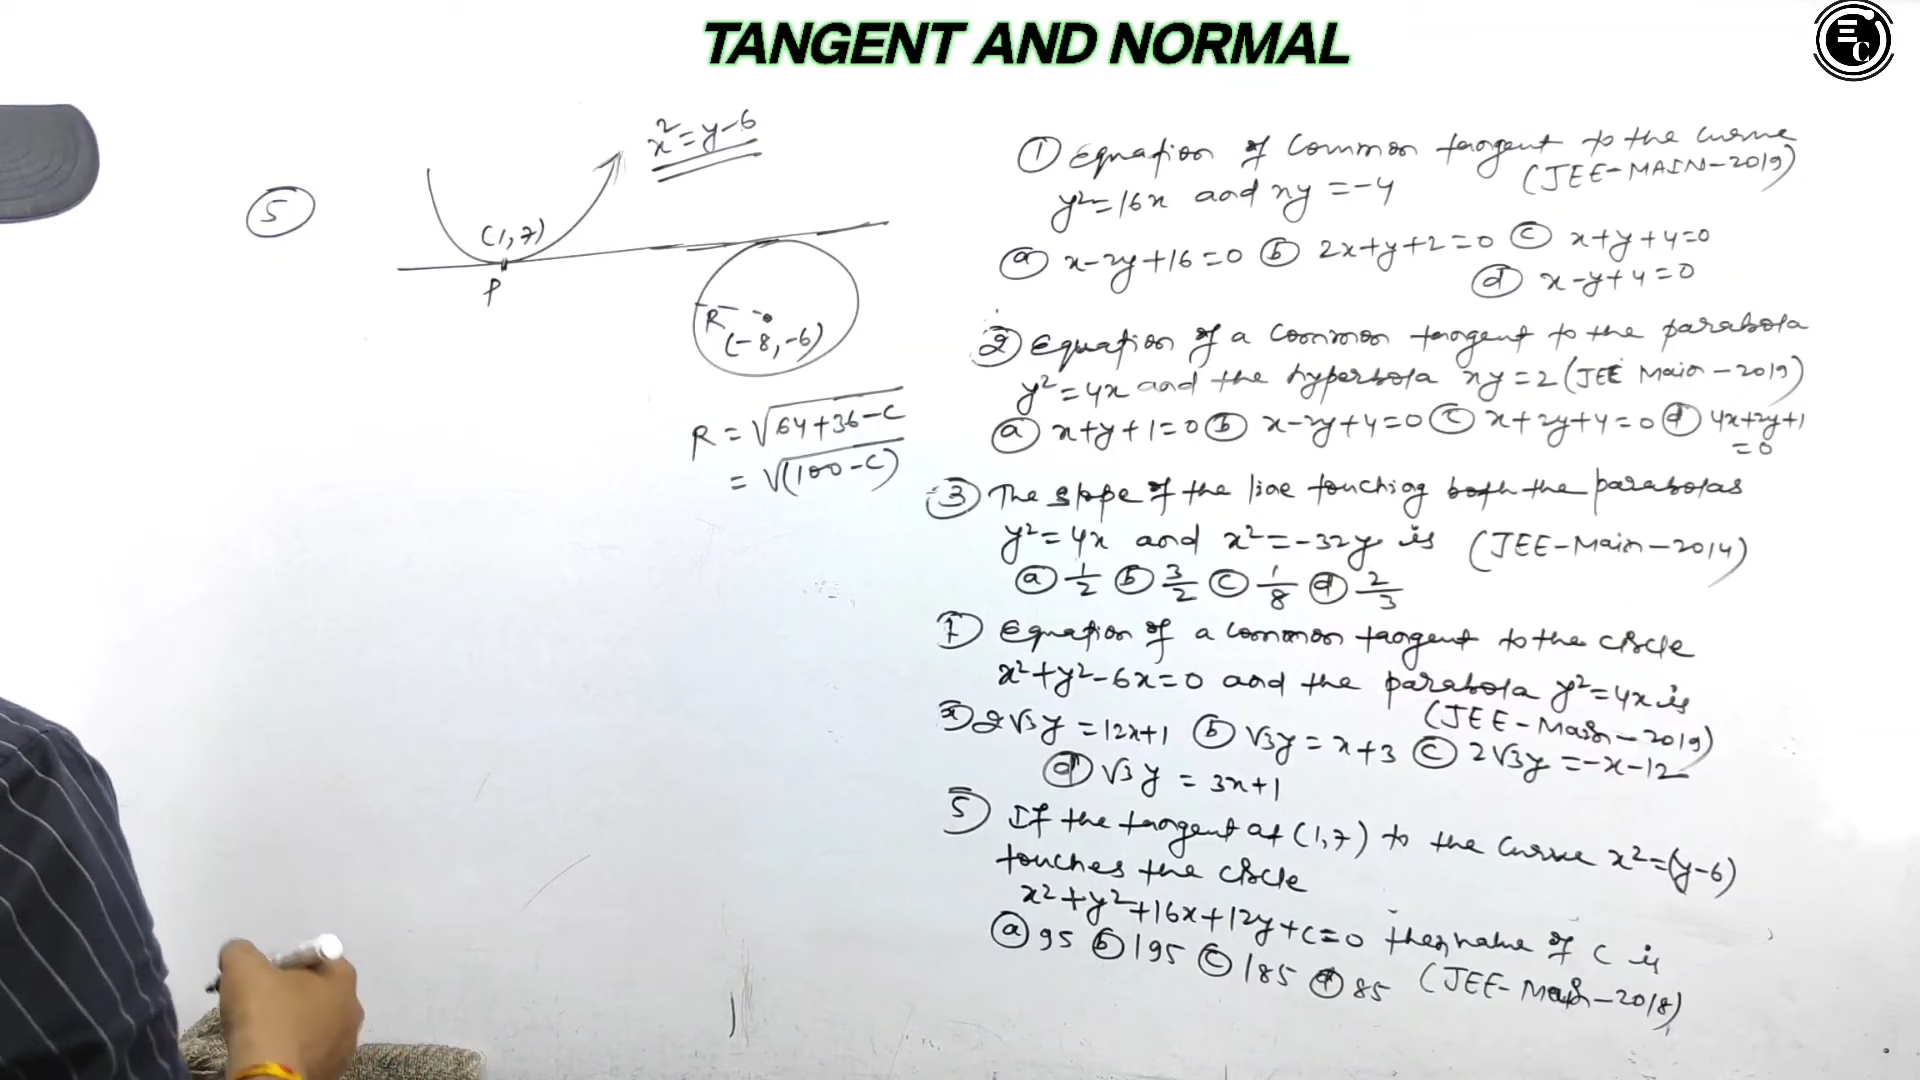 TANGENT AND NORMAL
C
5
x² = y-6
(1,7)
P
R
(-8,-6)
R = √64+36-C
= √(100-C)
① Equation of Common tangent to the curve
y²=16x and xy = -4 (JEE-MAIN-2019)
ⓐ x-2y+16=0 ⓑ 2x+y+2=0 ⓒ x+y+4=0
ⓓ x-y+4=0
② Equation of a Common tangent to the parabola
y²=4x and the hyperbola xy=2 (JEE Main-2019)
ⓐ x+y+1=0 ⓑ x-2y+4=0 ⓒ x+2y+4=0 ⓓ 4x+2y+1
=0
③ The slope of the line touching both the parabolas
y²=4x and x²=-32y is (JEE-Main-2014)
ⓐ 1/2 ⓑ 3/2 ⓒ 1/8 ⓓ 2/3
Equation of a common tangent to the circle
x²+y²-6x=0 and the parabola y²=4x is
(JEE-Main-2019)
2√3y = 12x+1 ⓑ √3y = x+3 ⓒ 2√3y = -x-12
ⓓ √3y = 3x+1
⑤ If the tangent at (1,7) to the curve x²=(y-6)
touches the circle
x²+y²+16x+12y+c=0 then value of C is
ⓐ 95 ⓑ 195 ⓒ 185 ⓓ 85 (JEE-Main-2018)